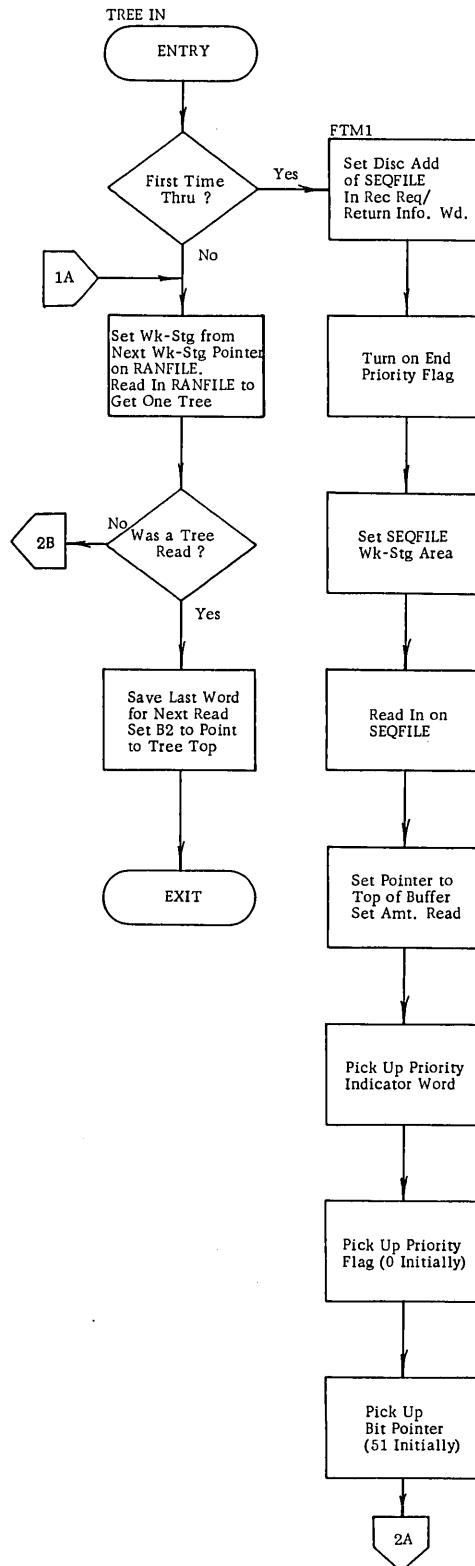 TREE IN
ENTRY
First Time
Thru ?
Yes
No
1A
Set Wk-Stg from
Next Wk-Stg Pointer
on RANFILE.
Read In RANFILE to
Get One Tree
Was a Tree
Read ?
No
2B
Yes
Save Last Word
for Next Read
Set B2 to Point
to Tree Top
EXIT
FTM1
Set Disc Add
of SEQFILE
In Rec Req/
Return Info. Wd.
Turn on End
Priority Flag
Set SEQFILE
Wk-Stg Area
Read In on
SEQFILE
Set Pointer to
Top of Buffer
Set Amt. Read
Pick Up Priority
Indicator Word
Pick Up Priority
Flag (0 Initially)
Pick Up
Bit Pointer
(51 Initially)
2A